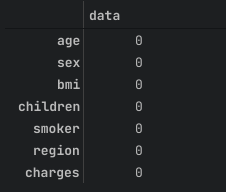 data
age 0
sex 0
bmi 0
children 0
smoker 0
region 0
charges 0